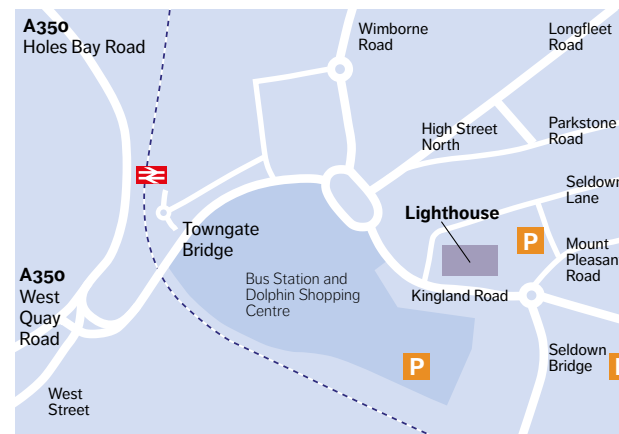 A350
Holes Bay Road
Wimborne
Road
Longfleet
Road
High Street
North
Parkstone
Road
Seldown
Lane
Lighthouse
P
Towngate
Bridge
Mount
Pleasan
Road
A350
West
Quay
Road
Bus Station and
Dolphin Shopping
Centre
Kingland Road
Seldown
Bridge
P
West
Street